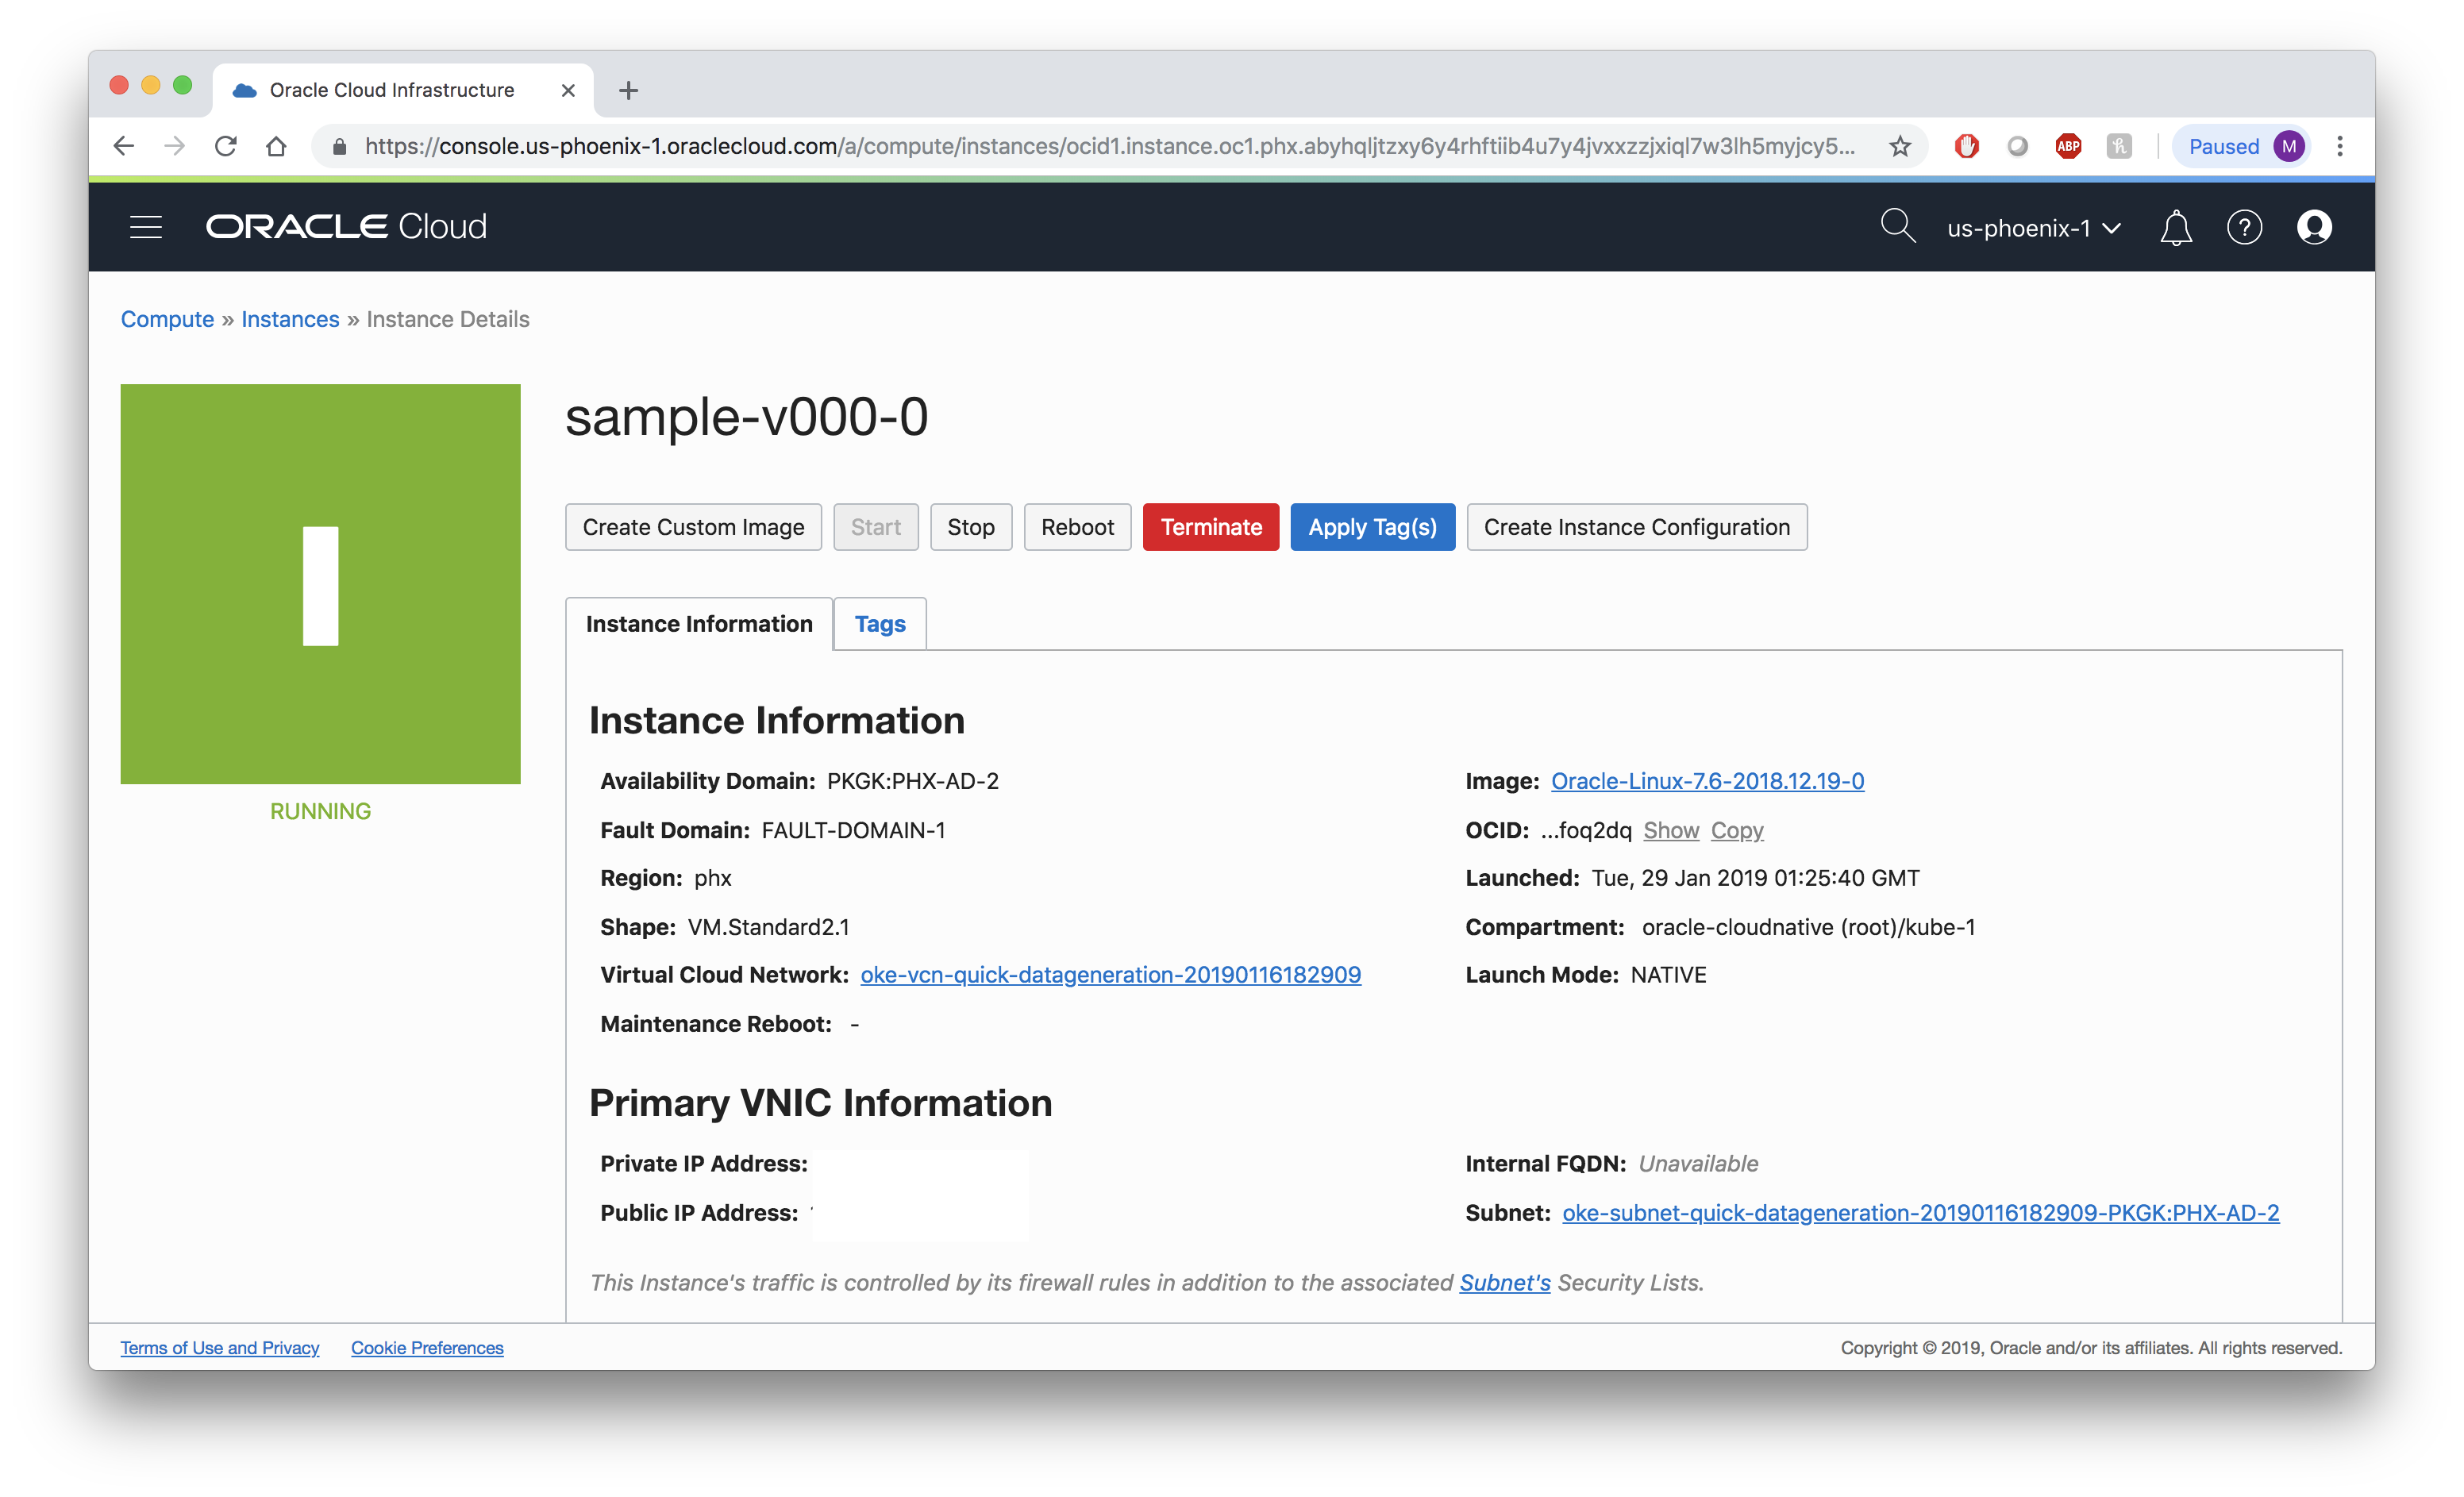 Oracle Cloud Infrastructure
https://console.us-phoenix-1.oraclecloud.com/a/compute/instances/ocid1.instance.oc1.phx.abyhqljtzxy6y4rhftiib4u7y4jvxxzzjxiql7w3lh5myjcy5...
ABP
Paused M
ORACLE Cloud
us-phoenix-1
Compute » Instances » Instance Details
sample-v000-0
Create Custom Image Start Stop Reboot Terminate Apply Tag(s) Create Instance Configuration
Instance Information Tags
I
RUNNING
Instance Information
Availability Domain: PKGK:PHX-AD-2
Image: Oracle-Linux-7.6-2018.12.19-0
Fault Domain: FAULT-DOMAIN-1
OCID: ...foq2dq Show Copy
Region: phx
Launched: Tue, 29 Jan 2019 01:25:40 GMT
Shape: VM.Standard2.1
Compartment: oracle-cloudnative (root)/kube-1
Virtual Cloud Network: oke-vcn-quick-datageneration-20190116182909
Launch Mode: NATIVE
Maintenance Reboot: -
Primary VNIC Information
Private IP Address:
Internal FQDN: Unavailable
Public IP Address:
Subnet: oke-subnet-quick-datageneration-20190116182909-PKGK:PHX-AD-2
This Instance's traffic is controlled by its firewall rules in addition to the associated Subnet's Security Lists.
Terms of Use and Privacy Cookie Preferences
Copyright © 2019, Oracle and/or its affiliates. All rights reserved.